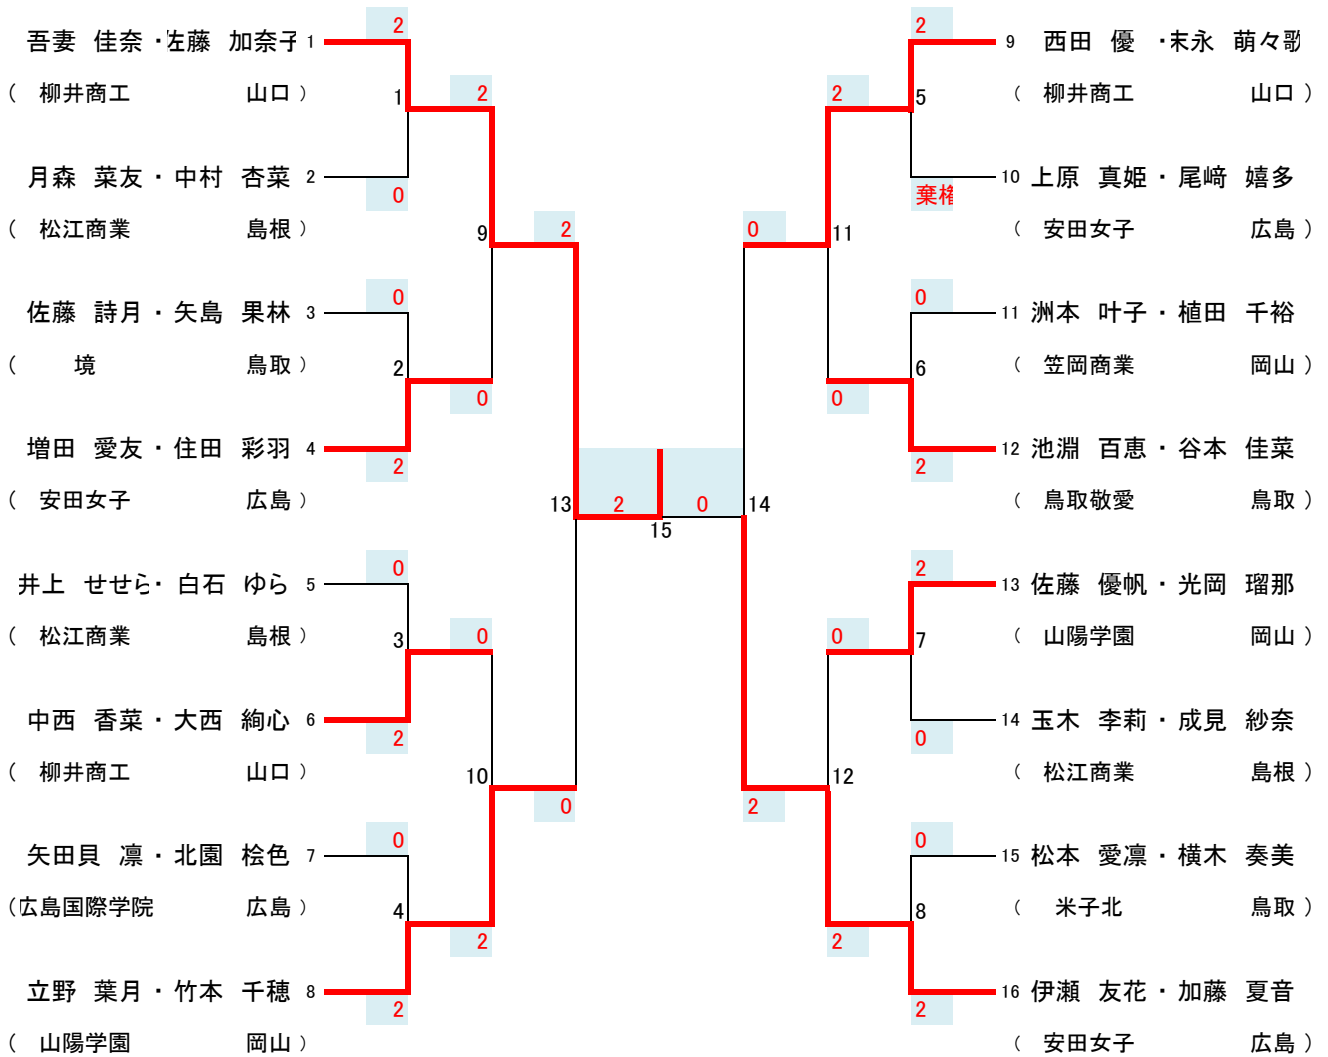 2
吾妻 佳奈・佐藤 加奈子 1
( 柳井商工 山口 )
1
2
月森 菜友・中村 杏菜 2
0
( 松江商業 島根 )
9
2
0
佐藤 詩月・矢島 果林 3
( 境 鳥取 )
2
0
増田 愛友・住田 彩羽 4
2
( 安田女子 広島 )
13
2
0
井上 せせら・白石 ゆら 5
( 松江商業 島根 )
3
0
中西 香菜・大西 絢心 6
2
( 柳井商工 山口 )
10
0
0
矢田貝 凛・北園 桧色 7
(広島国際学院 広島 )
4
2
立野 葉月・竹本 千穂 8
2
( 山陽学園 岡山 )
15
2
9 西田 優 ・末永 萌々歌
( 柳井商工 山口 )
5
2
10 上原 真姫・尾﨑 嬉多
棄権
( 安田女子 広島 )
11
0
0
11 洲本 叶子・植田 千裕
( 笠岡商業 岡山 )
6
0
12 池淵 百恵・谷本 佳菜
2
( 鳥取敬愛 鳥取 )
14
0
2
13 佐藤 優帆・光岡 瑠那
( 山陽学園 岡山 )
7
0
14 玉木 李莉・成見 紗奈
0
( 松江商業 島根 )
12
2
0
15 松本 愛凛・横木 奏美
( 米子北 鳥取 )
8
2
16 伊瀬 友花・加藤 夏音
2
( 安田女子 広島 )